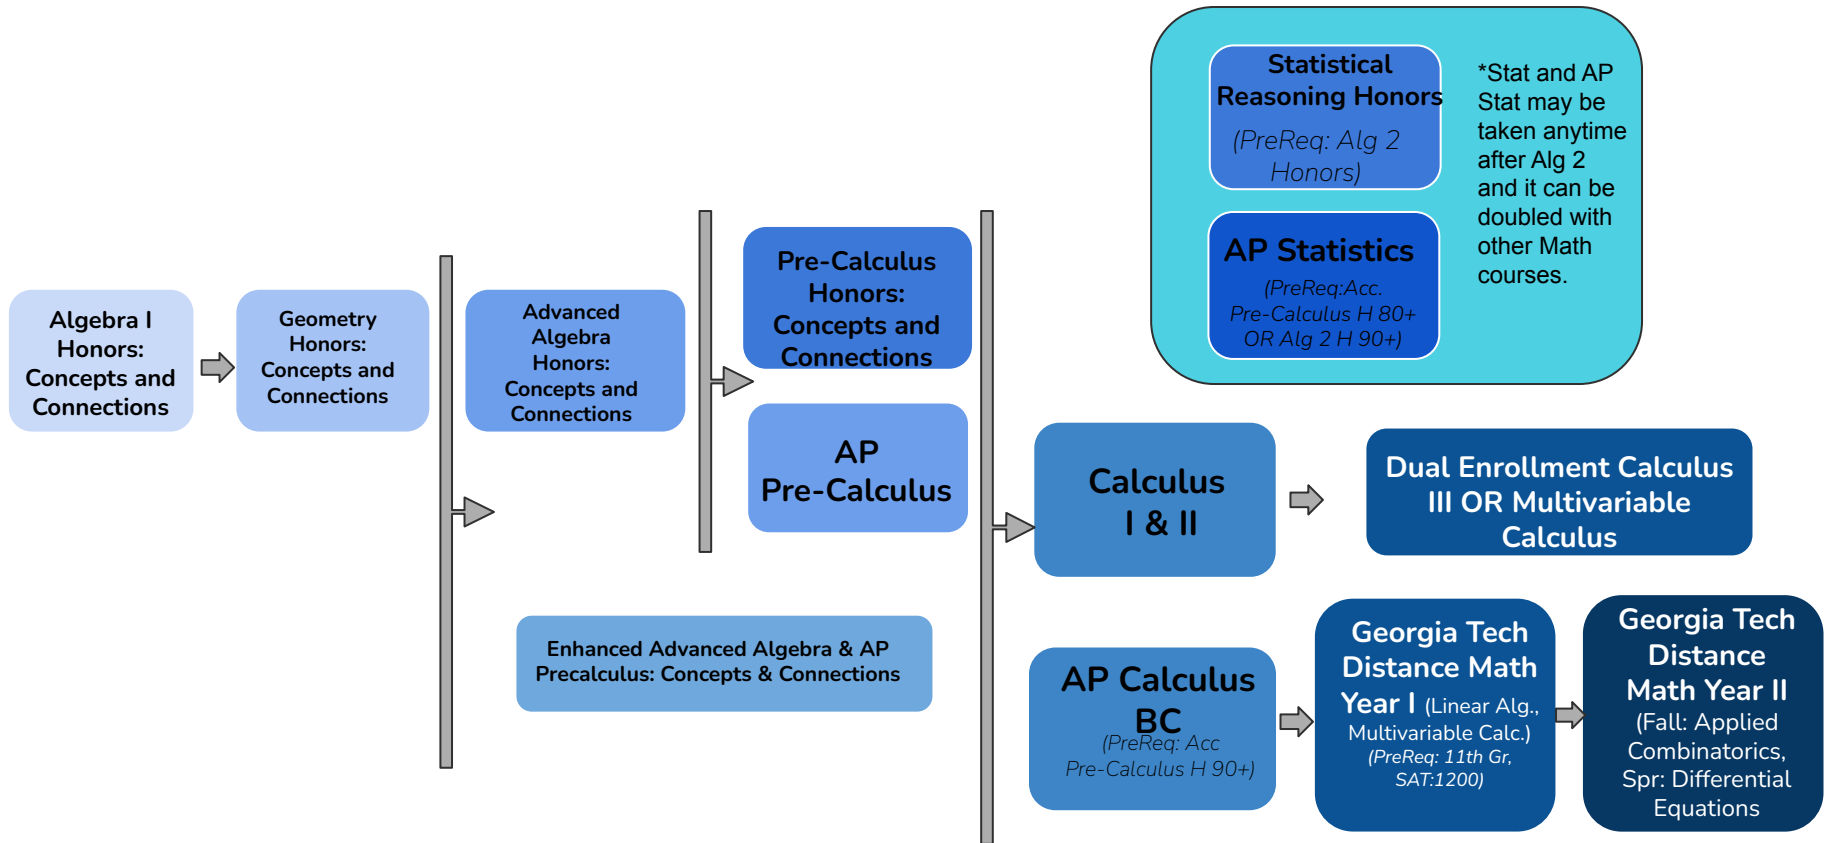 Algebra I
Honors:
Concepts and
Connections
Geometry
Honors:
Concepts and
Connections
Advanced
Algebra
Honors:
Concepts and
Connections
Enhanced Advanced Algebra & AP
Precalculus: Concepts & Connections
Pre-Calculus
Honors:
Concepts and
Connections
AP
Pre-Calculus
Statistical
Reasoning Honors
(PreReq: Alg 2
Honors)
AP Statistics
(PreReq:Acc.
Pre-Calculus H 80+
OR Alg 2 H 90+)
*Stat and AP
Stat may be
taken anytime
after Alg 2
and it can be
doubled with
other Math
courses.
Calculus
I & II
Dual Enrollment Calculus
III OR Multivariable
Calculus
AP Calculus
BC
(PreReq: Acc
Pre-Calculus H 90+)
Georgia Tech
Distance Math
Year I (Linear Alg.,
Multivariable Calc.)
(PreReq: 11th Gr,
SAT:1200)
Georgia Tech
Distance
Math Year II
(Fall: Applied
Combinatorics,
Spr: Differential
Equations